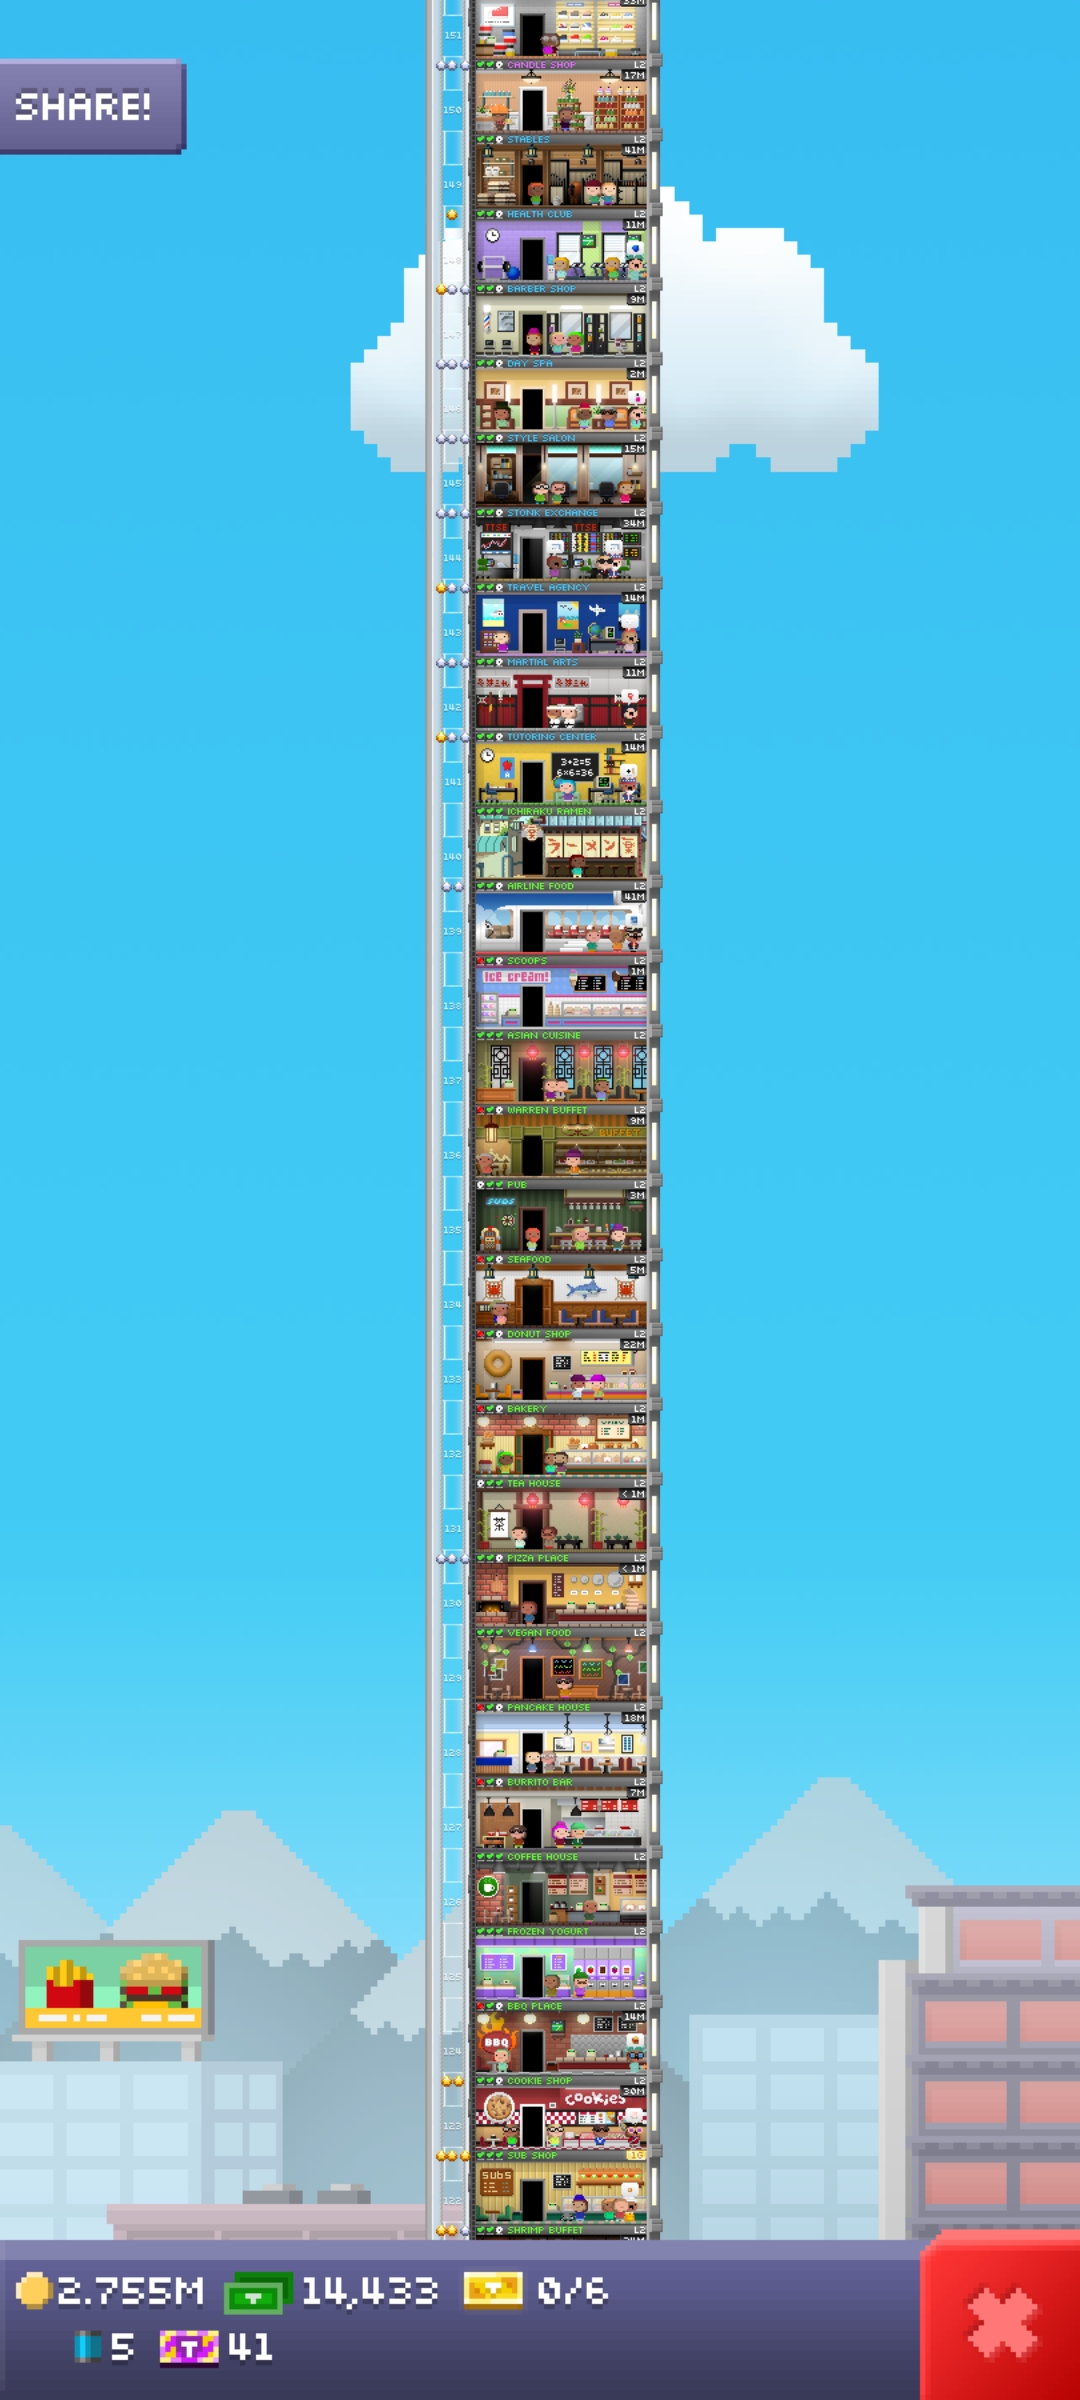 33M
151
CANDLE SHOP L2
17M
150
STABLES L2
41M
149
HEALTH CLUB L2
11M
148
BARBER SHOP L2
9M
147
DAY SPA L2
2M
146
STYLE SALON L2
15M
145
STONK EXCHANGE L2
34M
TTSE TTSE
144
TRAVEL AGENCY L2
14M
143
MARTIAL ARTS L2
11M
142
TUTORING CENTER L2
14M
3+2=5
6×6=36
141
ICHIRAKU RAMEN L2
ラーメン
140
AIRLINE FOOD L2
41M
139
SCOOPS L2
1M
ice cream!
138
ASIAN CUISINE L2
137
WARREN BUFFET L2
9M
BUFFET
136
PUB L2
3M
SUDS
135
SEAFOOD L2
5M
134
DONUT SHOP L2
22M
133
BAKERY L2
1M
132
TEA HOUSE L2
<1M
茶
131
PIZZA PLACE L2
<1M
130
VEGAN FOOD L2
129
PANCAKE HOUSE L2
18M
128
BURRITO BAR L2
7M
127
COFFEE HOUSE L2
126
FROZEN YOGURT L2
125
BBQ PLACE L2
14M
BBQ
124
COOKIE SHOP L2
30M
cookies
123
SUB SHOP
SUBS
122
SHRIMP BUFFET L2
SHARE!
2.755M 14,433 0/6
5 T 41